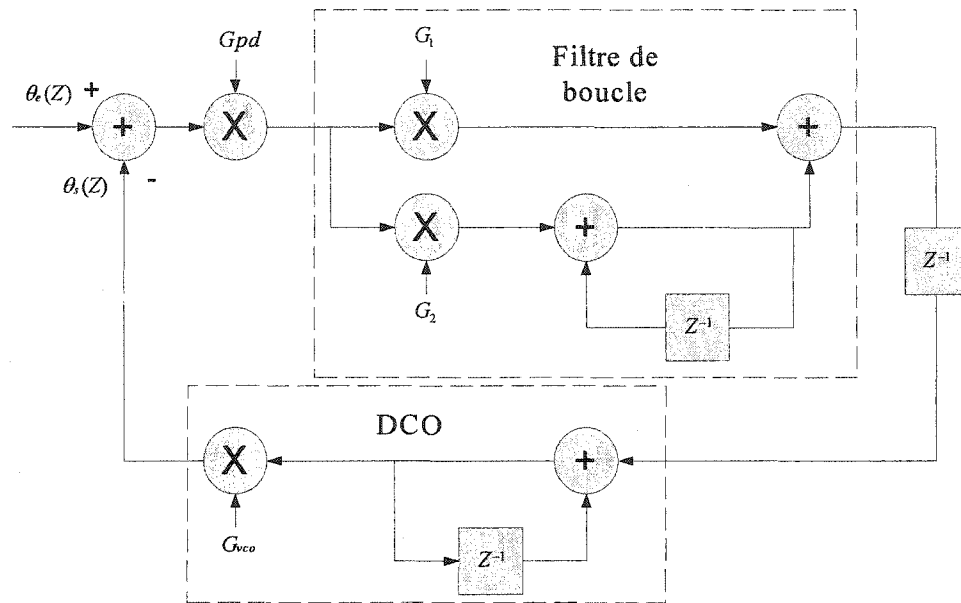 Gpd
G₁
Filtre de
boucle
θe(Z) +
+
X
X
+
θs(Z) -
X
+
Z⁻¹
G₂
Z⁻¹
DCO
X
+
Gvco
Z⁻¹